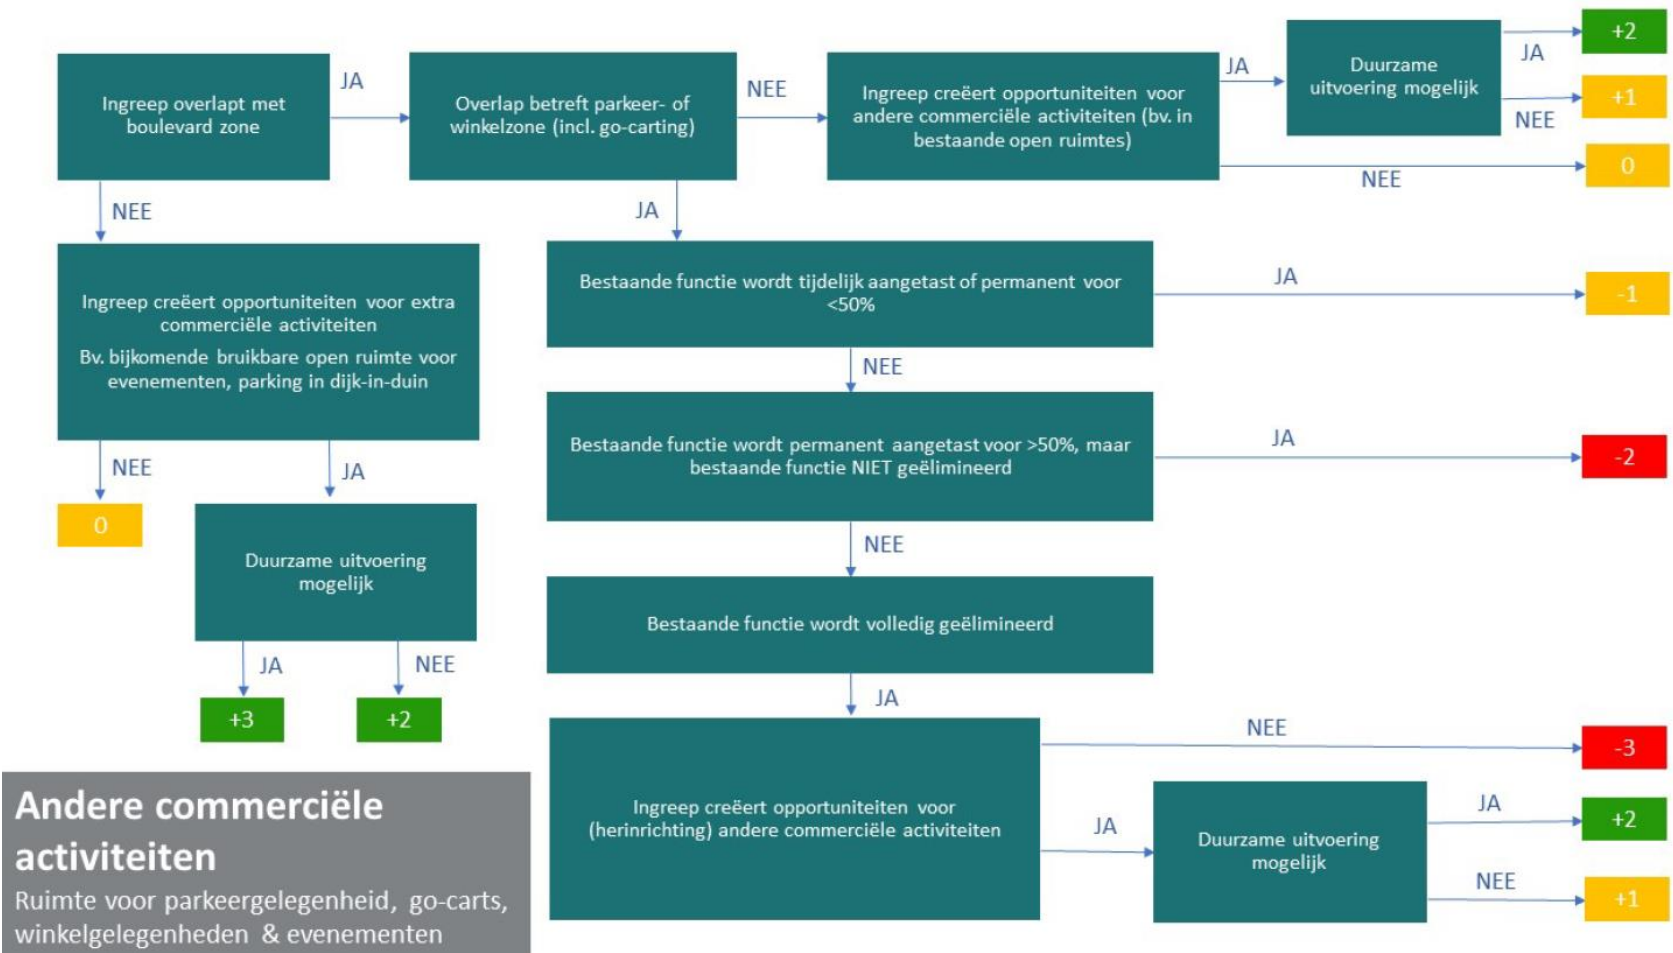 Ingreep overlapt met
boulevard zone
JA
Overlap betreft parkeer- of
winkelzone (incl. go-carting)
NEE
Ingreep creëert opportuniteiten voor
andere commerciële activiteiten (bv. in
bestaande open ruimtes)
JA
Duurzame
uitvoering mogelijk
JA
+2
NEE
+1
NEE
0
NEE
JA
Ingreep creëert opportuniteiten voor extra
commerciële activiteiten
Bv. bijkomende bruikbare open ruimte voor
evenementen, parking in dijk-in-duin
NEE
0
JA
Duurzame uitvoering
mogelijk
JA
+3
NEE
+2
Bestaande functie wordt tijdelijk aangetast of permanent voor
<50%
JA
-1
NEE
Bestaande functie wordt permanent aangetast voor >50%, maar
bestaande functie NIET geëlimineerd
JA
-2
NEE
Bestaande functie wordt volledig geëlimineerd
JA
Ingreep creëert opportuniteiten voor
(herinrichting) andere commerciële activiteiten
NEE
-3
JA
Duurzame uitvoering
mogelijk
JA
+2
NEE
+1
Andere commerciële
activiteiten
Ruimte voor parkeergelegenheid, go-carts,
winkelgelegenheden & evenementen